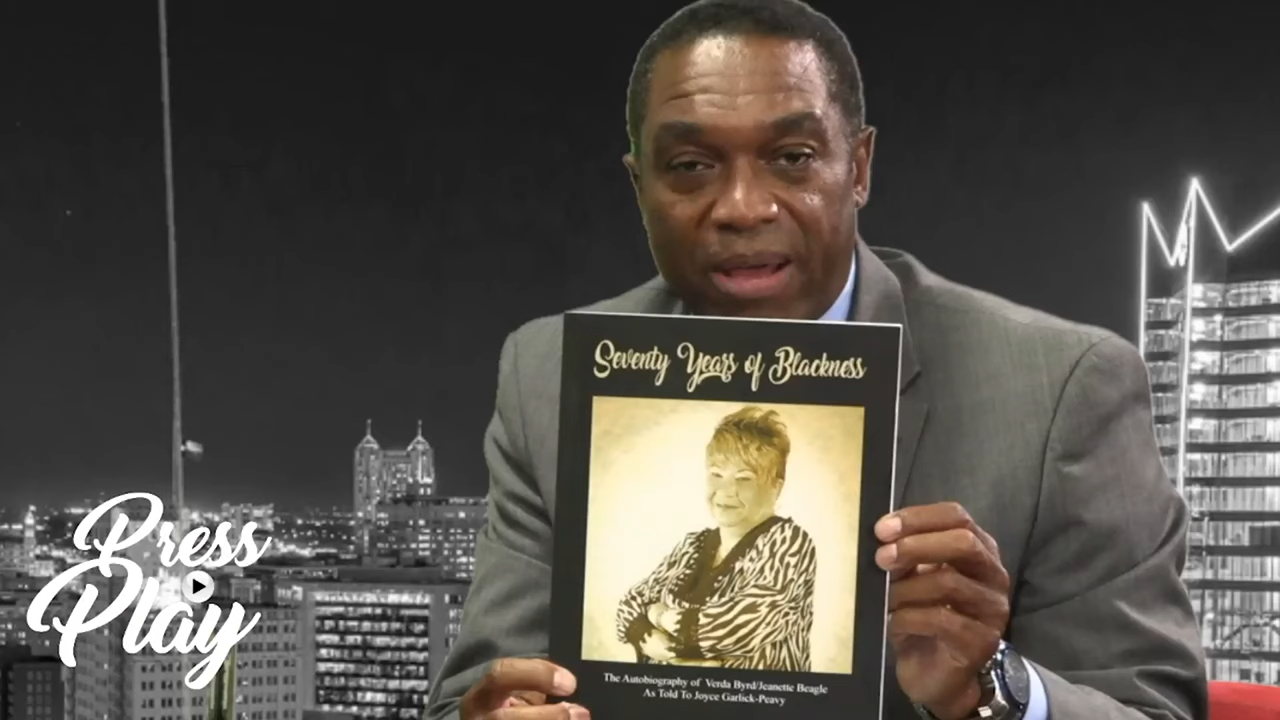 Seventy Years of Blackness
The Autobiography of Verda Byrd/Jeanette Beagle
As Told To Joyce Garlick-Peavy
Press
Play